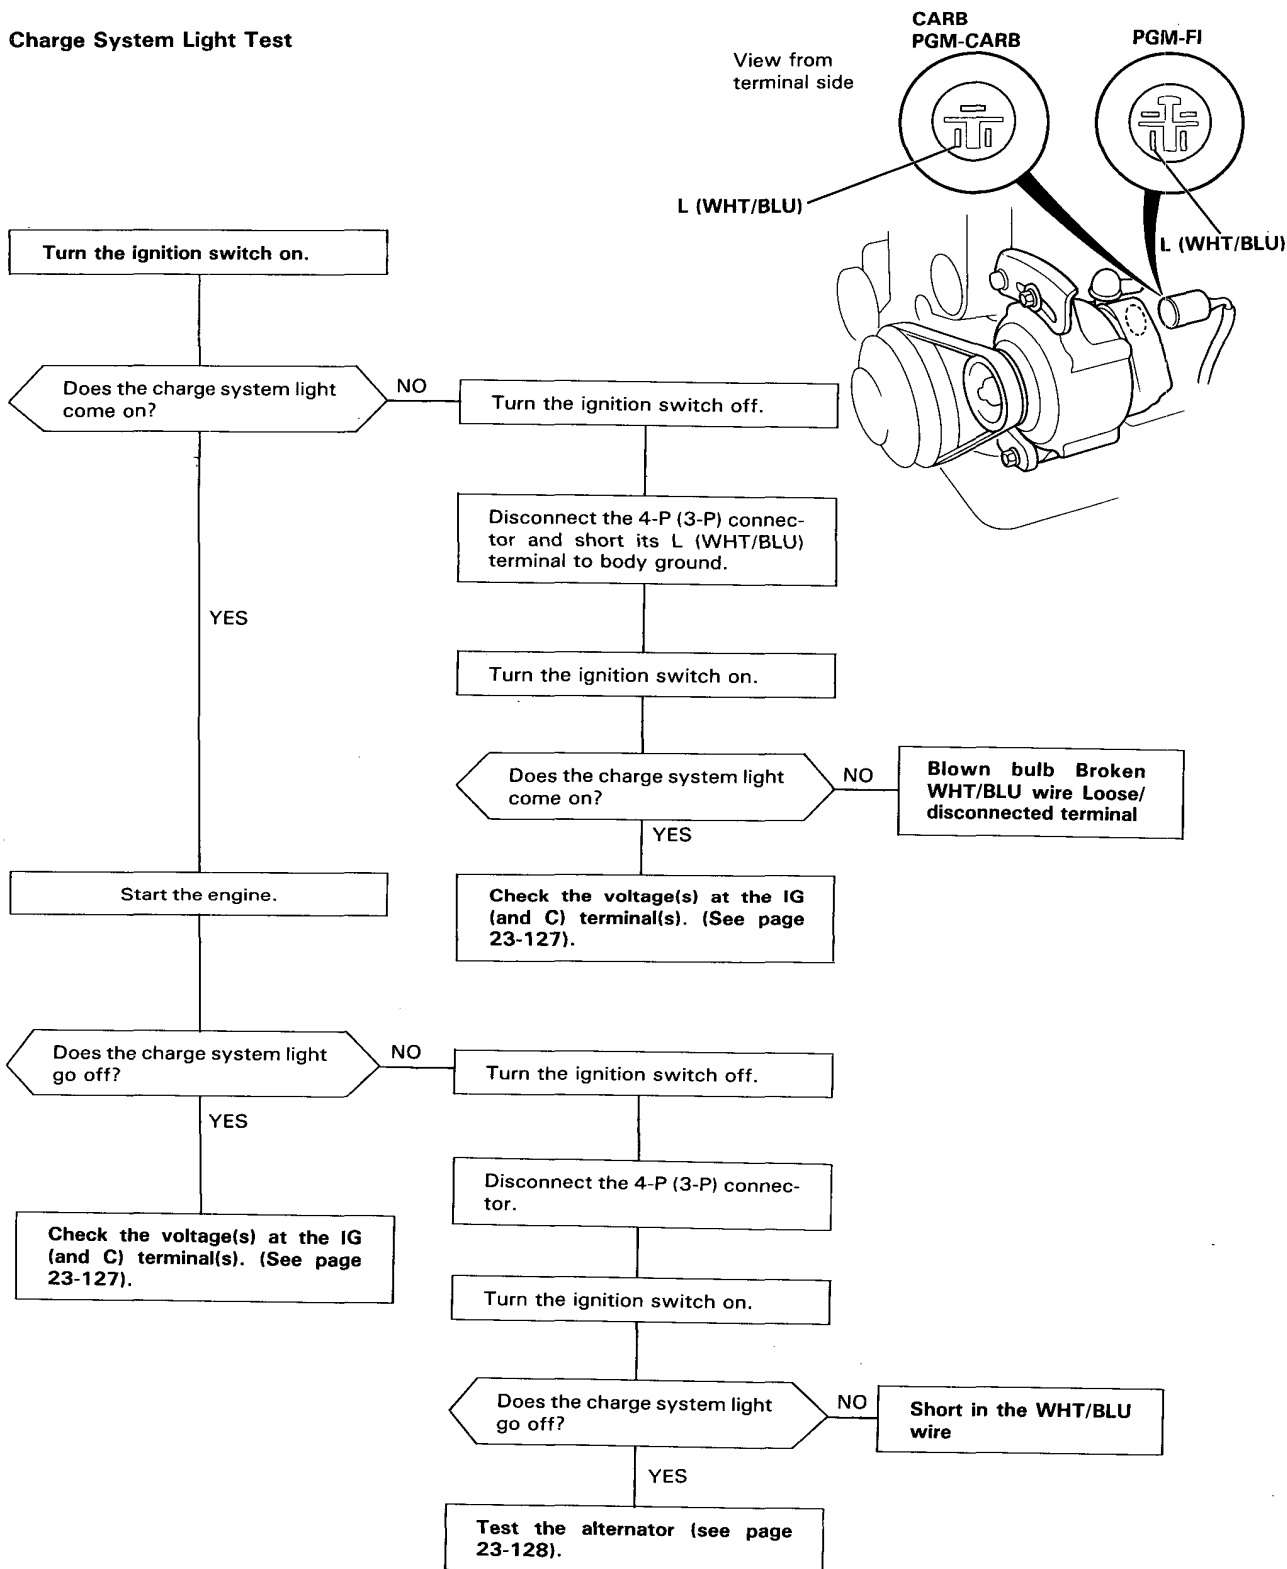 Charge System Light Test
CARB
PGM-CARB
PGM-FI
View from
terminal side
L (WHT/BLU)
L (WHT/BLU)
Turn the ignition switch on.
Does the charge system light
come on?
NO
Turn the ignition switch off.
Disconnect the 4-P (3-P) connec-
tor and short its L (WHT/BLU)
terminal to body ground.
YES
Turn the ignition switch on.
Does the charge system light
come on?
NO
Blown bulb Broken
WHT/BLU wire Loose/
disconnected terminal
YES
Start the engine.
Check the voltage(s) at the IG
(and C) terminal(s). (See page
23-127).
Does the charge system light
go off?
NO
Turn the ignition switch off.
YES
Disconnect the 4-P (3-P) connec-
tor.
Check the voltage(s) at the IG
(and C) terminal(s). (See page
23-127).
Turn the ignition switch on.
Does the charge system light
go off?
NO
Short in the WHT/BLU
wire
YES
Test the alternator (see page
23-128).